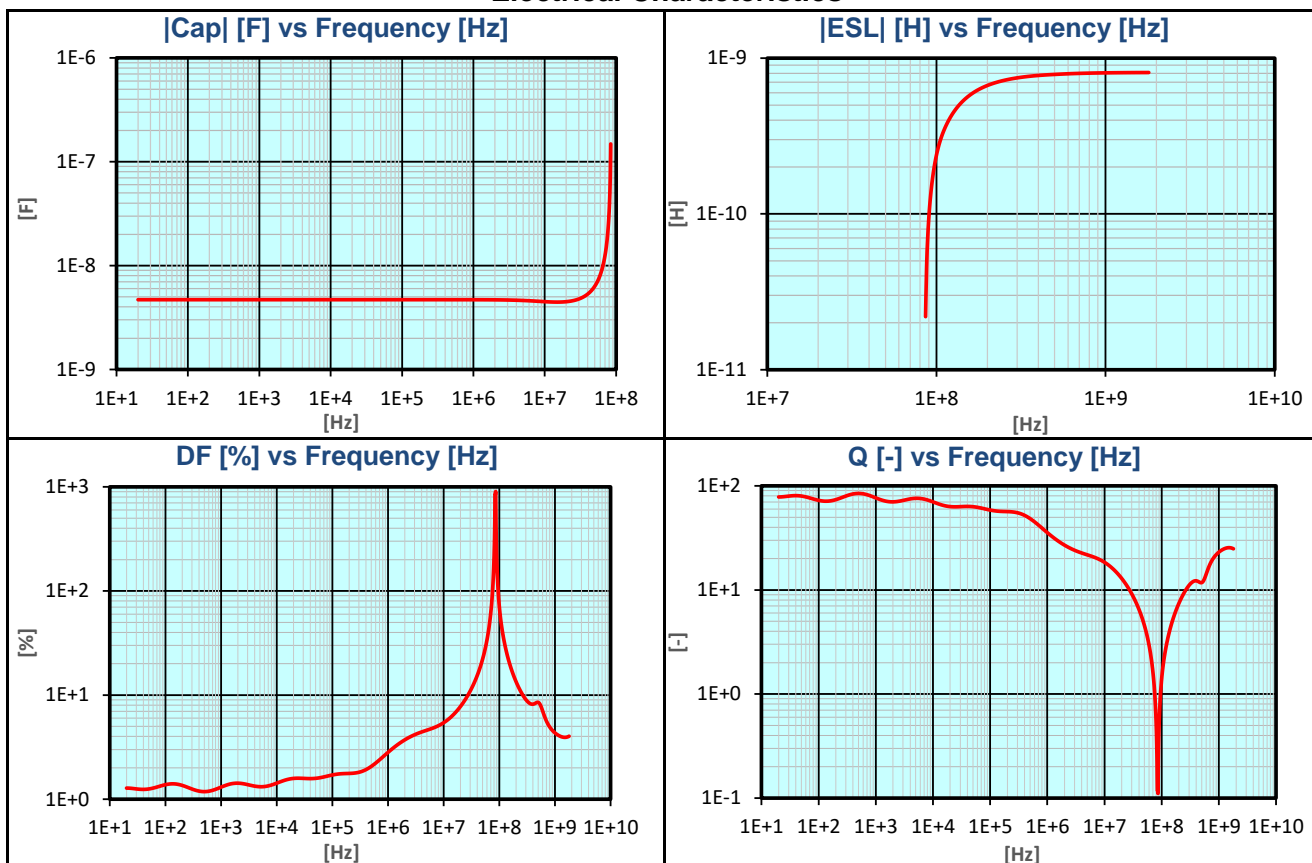 |Cap| [F] vs Frequency [Hz]
1E-6
1E-7
1E-8
1E-9
[F]
1E+1 1E+2 1E+3 1E+4 1E+5 1E+6 1E+7 1E+8
[Hz]
|ESL| [H] vs Frequency [Hz]
1E-9
1E-10
1E-11
[H]
1E+7 1E+8 1E+9 1E+10
[Hz]
DF [%] vs Frequency [Hz]
1E+3
1E+2
1E+1
1E+0
[%]
1E+1 1E+2 1E+3 1E+4 1E+5 1E+6 1E+7 1E+8 1E+9 1E+10
[Hz]
Q [-] vs Frequency [Hz]
1E+2
1E+1
1E+0
1E-1
[-]
1E+1 1E+2 1E+3 1E+4 1E+5 1E+6 1E+7 1E+8 1E+9 1E+10
[Hz]